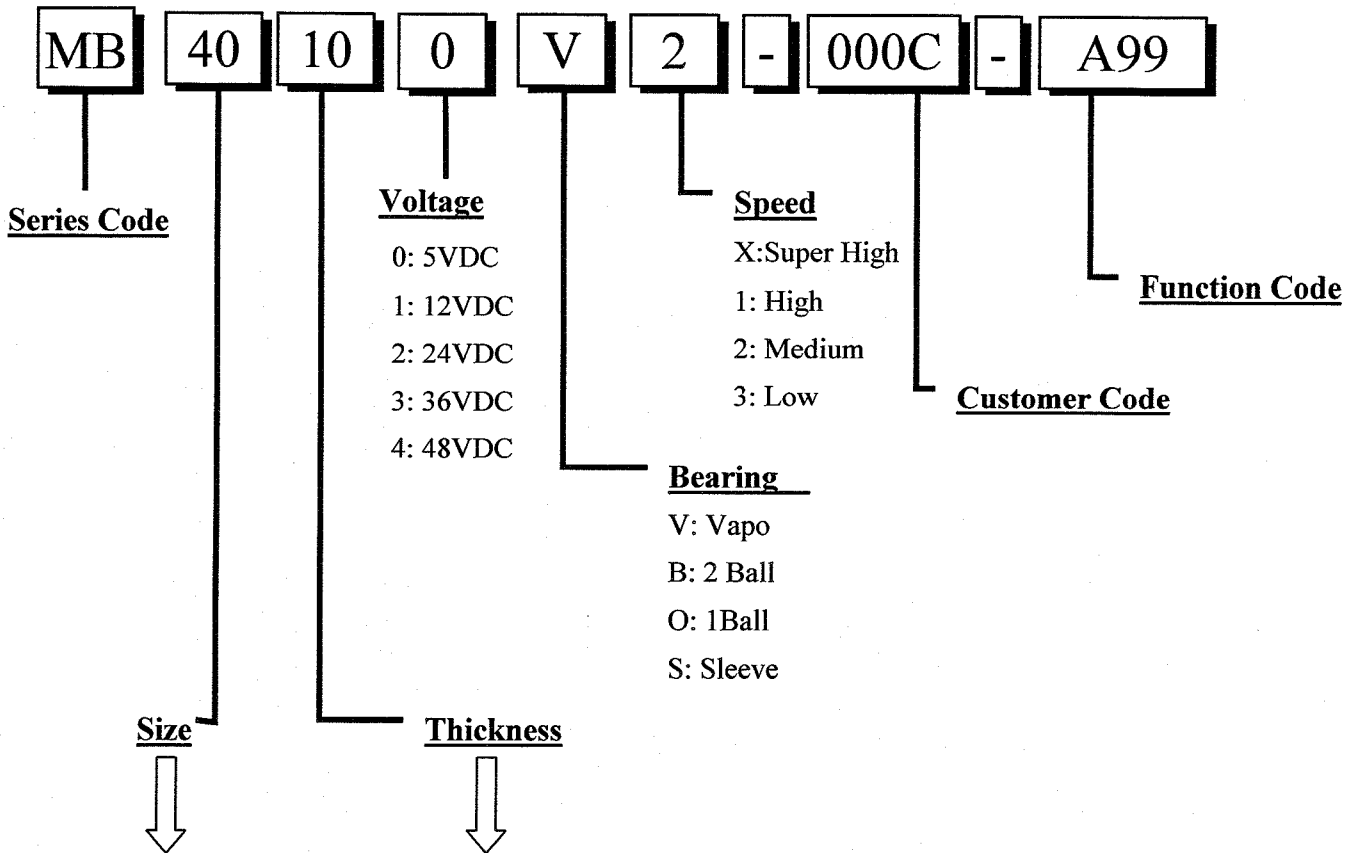 MB 40 10 0 V 2 - 000C - A99
Series Code
Voltage
0: 5VDC
1: 12VDC
2: 24VDC
3: 36VDC
4: 48VDC
Speed
X:Super High
1: High
2: Medium
3: Low
Function Code
Customer Code
Bearing
V: Vapo
B: 2 Ball
O: 1Ball
S: Sleeve
Size
Thickness